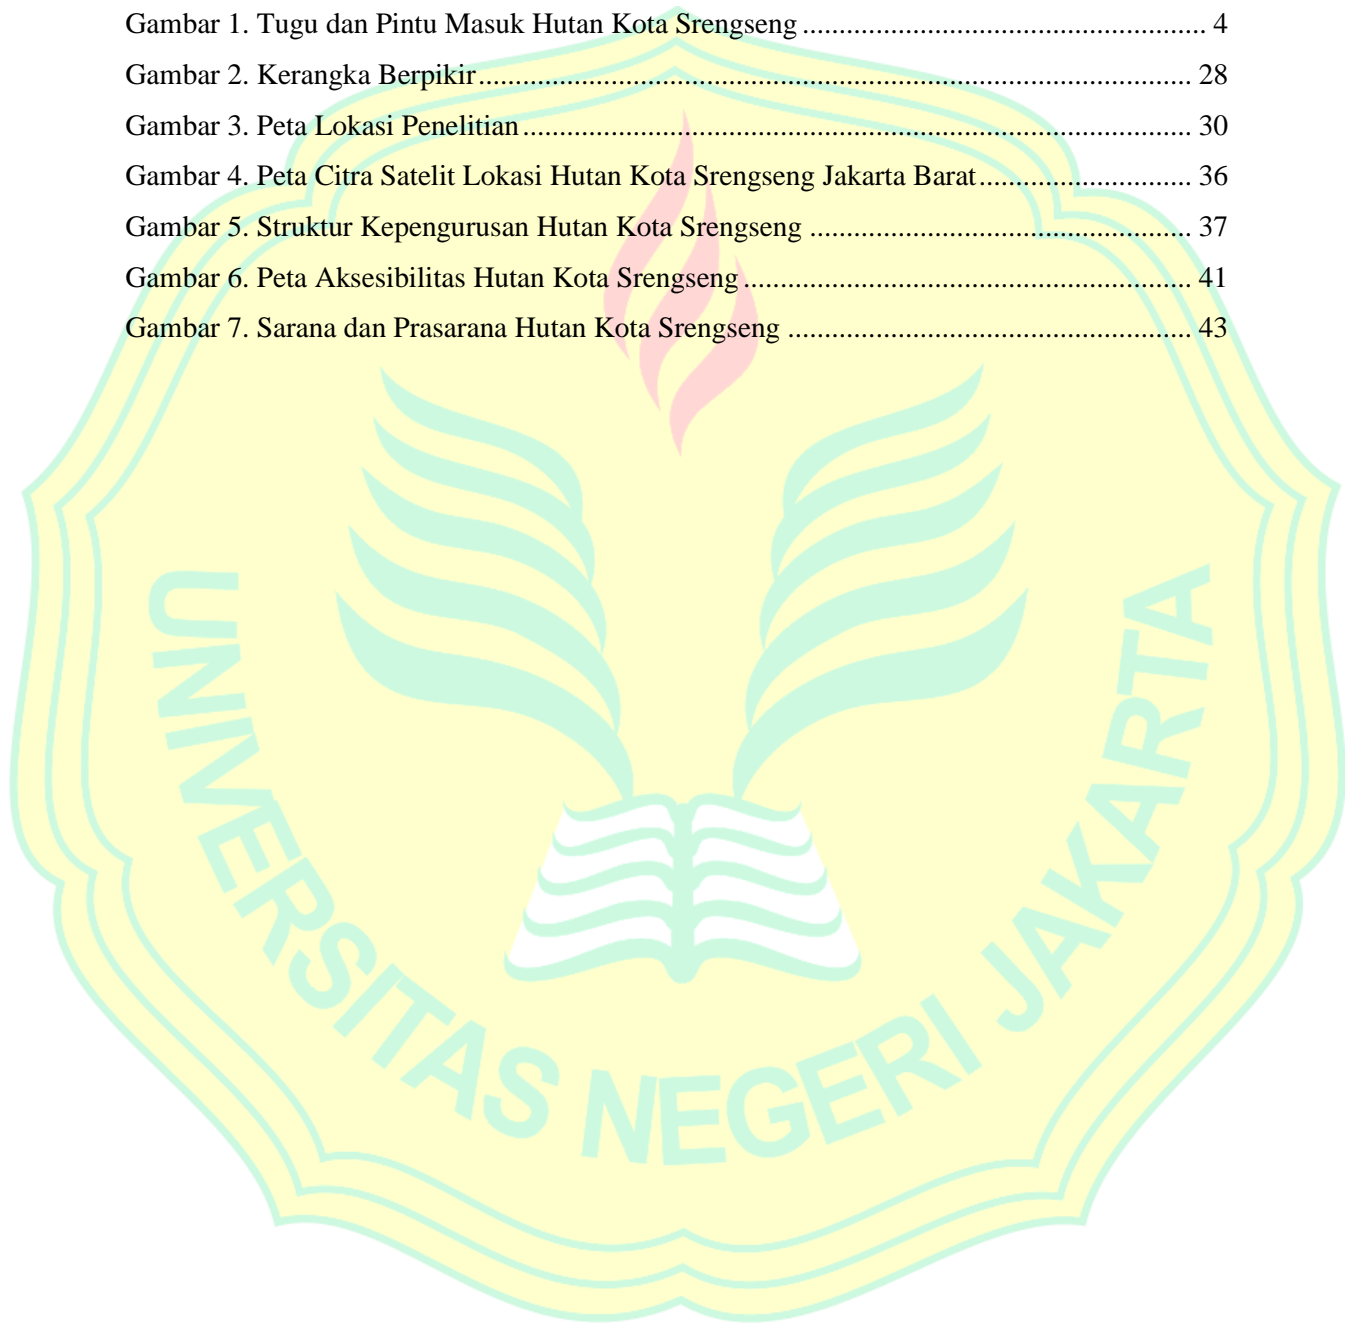 Gambar 1. Tugu dan Pintu Masuk Hutan Kota Srengseng ........................................................ 4
Gambar 2. Kerangka Berpikir ................................................................................................... 28
Gambar 3. Peta Lokasi Penelitian ............................................................................................. 30
Gambar 4. Peta Citra Satelit Lokasi Hutan Kota Srengseng Jakarta Barat ............................. 36
Gambar 5. Struktur Kepengurusan Hutan Kota Srengseng ..................................................... 37
Gambar 6. Peta Aksesibilitas Hutan Kota Srengseng .............................................................. 41
Gambar 7. Sarana dan Prasarana Hutan Kota Srengseng ........................................................ 43
UNIVERSITAS NEGERI JAKARTA